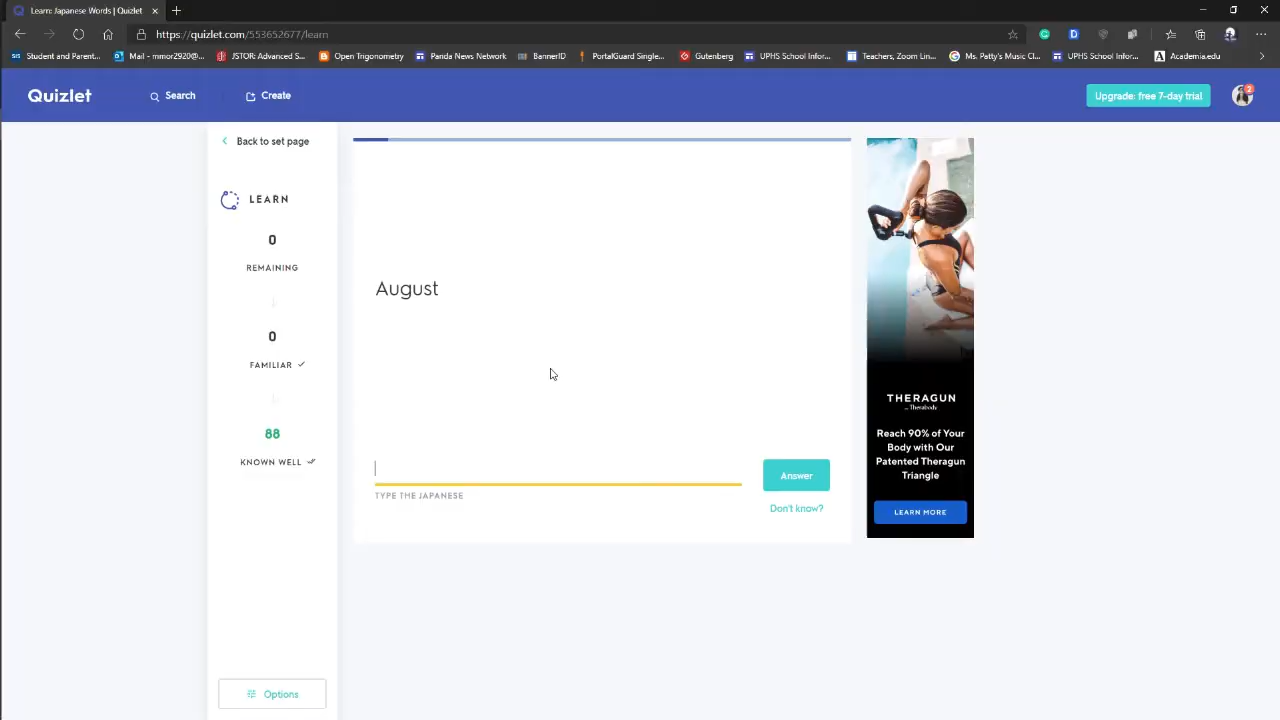 Learn: Japanese Words | Quizlet
https://quizlet.com/553652677/learn
Student and Parent...
Mail - mmor2920@...
JSTOR Advanced S...
Open Trigonometry
Panda News Network
BannerID
PortalGuard Single...
Gutenberg
UPHS School Infor...
Teachers, Zoom Lin...
Ms. Patty's Music Cl...
UPHS School Infor...
Academia.edu
Quizlet
Search
Create
Upgrade: free 7-day trial
2
Back to set page
LEARN
0
REMAINING
0
FAMILIAR
88
KNOWN WELL
Options
August
TYPE THE JAPANESE
Answer
Don't know?
THERAGUN
Reach 90% of Your
Body with Our
Patented Theragun
Triangle
LEARN MORE